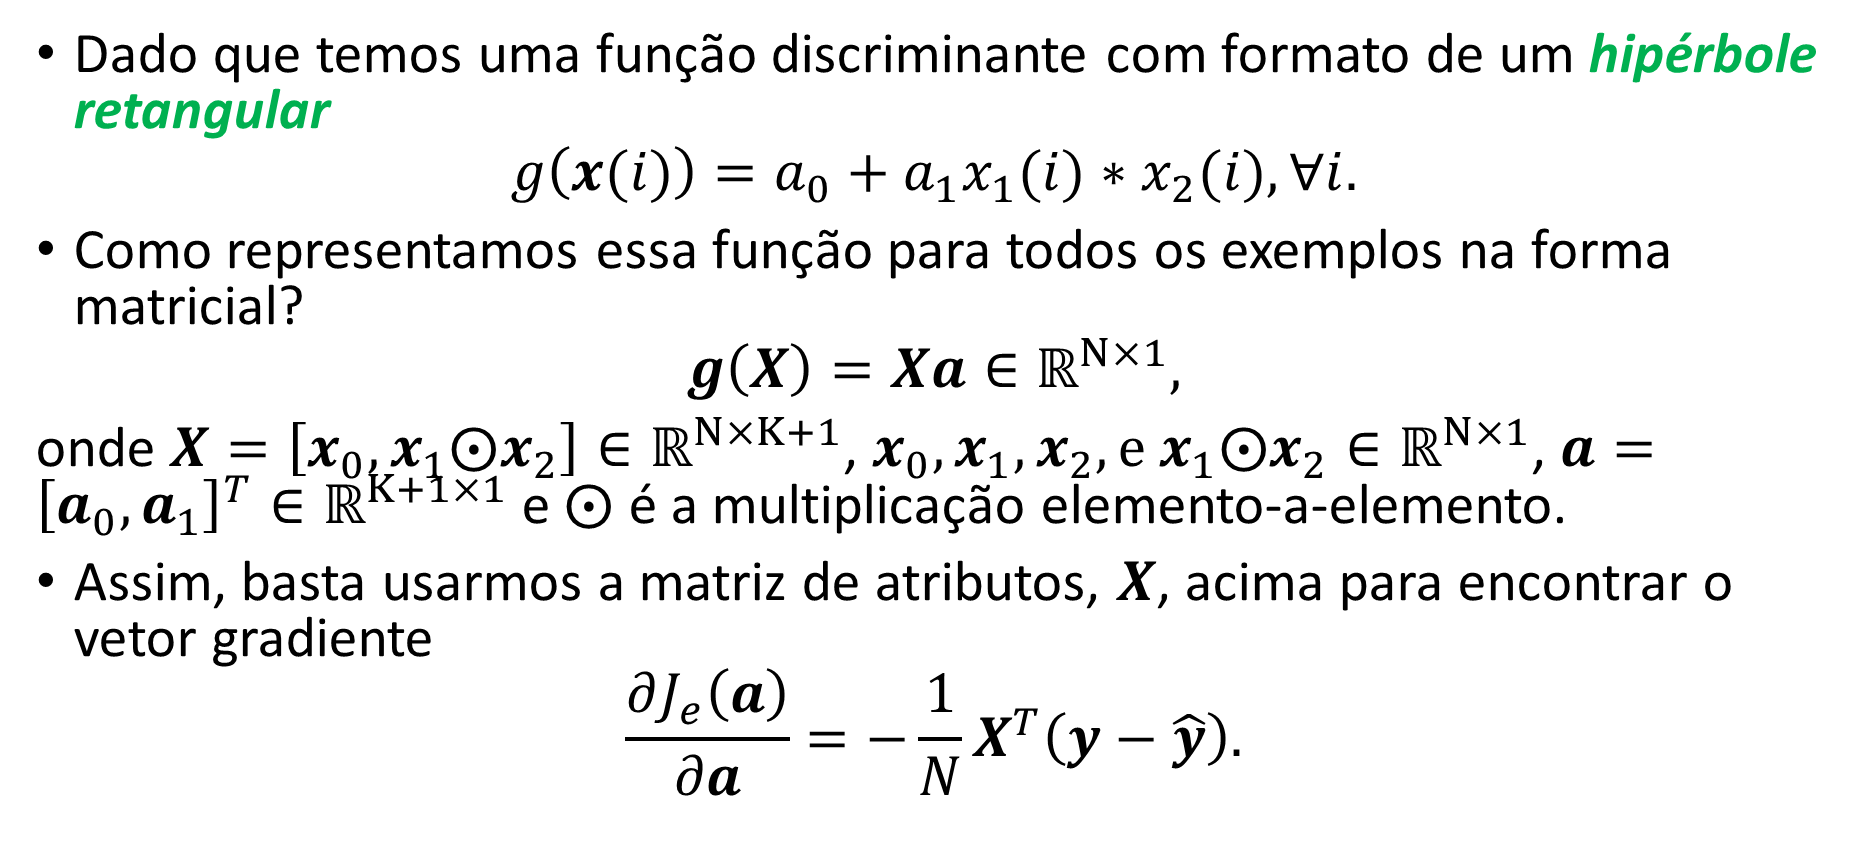 • Dado que temos uma função discriminante com formato de um hipérbole
retangular
g(x(i)) = a₀ + a₁x₁(i) ∗ x₂(i), ∀i.
• Como representamos essa função para todos os exemplos na forma
matricial?
g(X) = Xa ∈ ℝ^{N×1},
onde X = [x₀, x₁⊙x₂] ∈ ℝ^{N×K+1}, x₀, x₁, x₂, e x₁⊙x₂ ∈ ℝ^{N×1}, a =
[a₀, a₁]^T ∈ ℝ^{K+1×1} e ⊙ é a multiplicação elemento-a-elemento.
• Assim, basta usarmos a matriz de atributos, X, acima para encontrar o
vetor gradiente
∂Jₑ(a)/∂a = −(1/N) X^T(y − ŷ).